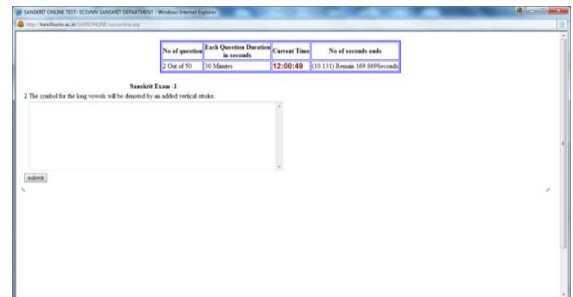 SANSKRIT ONLINE TEST- SCSVMV SANSKRIT DEPARTMENT - Windows Internet Explorer
No of question Each Question Duration in seconds Current Time No of seconds ends
2 Out of 50 30 Minutes 12:00:49 (10.131) Remain 169.869Seconds
Sanskrit Exam -1
2 The symbol for the long vowels will be denoted by an added vertical stroke.
submit